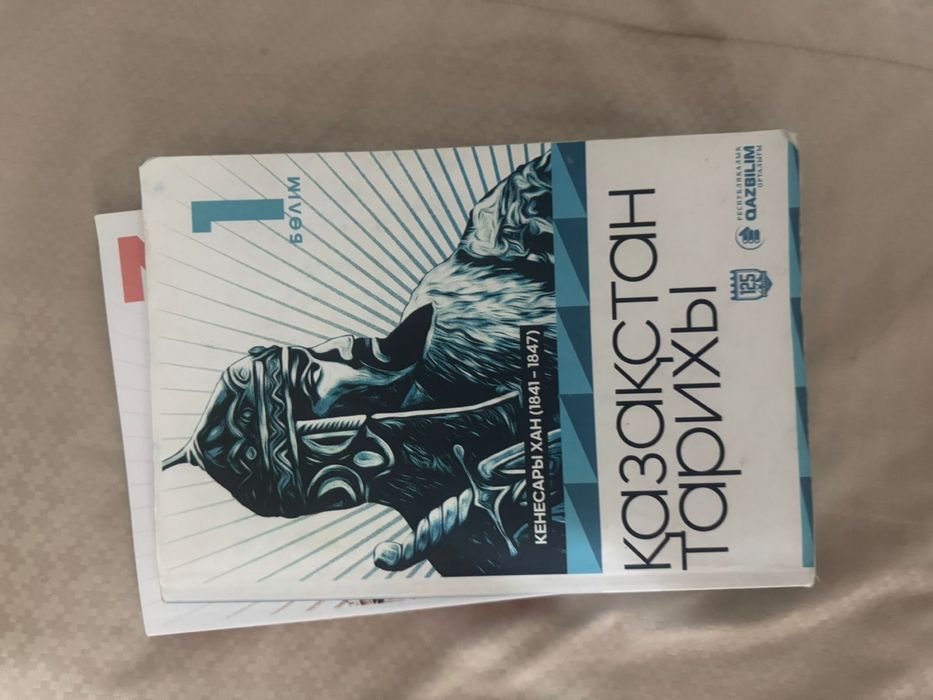 1
БӨЛІМ
КЕНЕСАРЫ ХАН (1841 – 1847)
ҚАЗАҚСТАН
ТАРИХЫ
125
РЕСПУБЛИКАЛЫҚ
QAZBILIM
ОРТАЛЫҒЫ